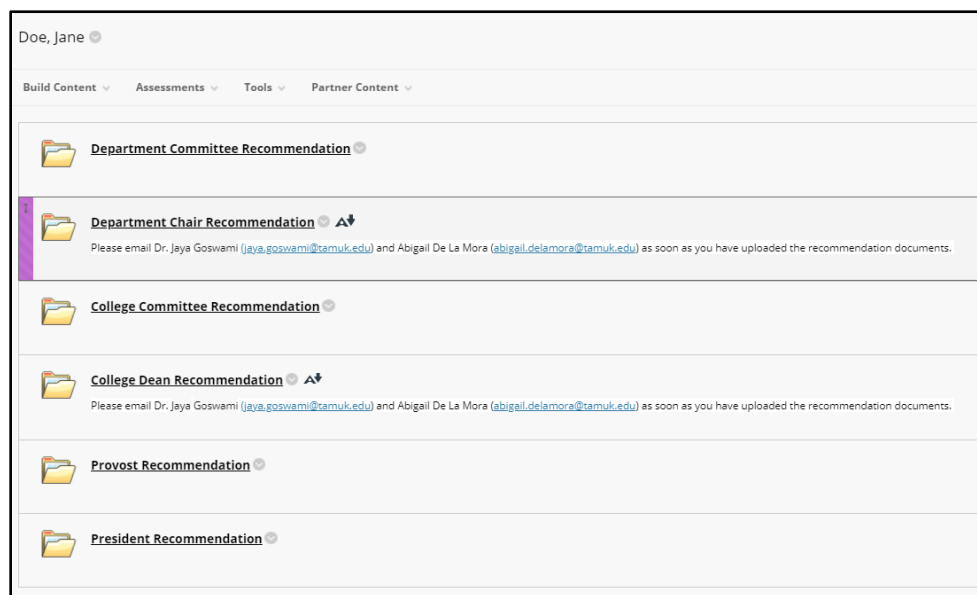 Doe, Jane
Build Content Assessments Tools Partner Content
Department Committee Recommendation
Department Chair Recommendation
Please email Dr. Jaya Goswami (jaya.goswami@tamuk.edu) and Abigail De La Mora (abigail.delamora@tamuk.edu) as soon as you have uploaded the recommendation documents.
College Committee Recommendation
College Dean Recommendation
Please email Dr. Jaya Goswami (jaya.goswami@tamuk.edu) and Abigail De La Mora (abigail.delamora@tamuk.edu) as soon as you have uploaded the recommendation documents.
Provost Recommendation
President Recommendation